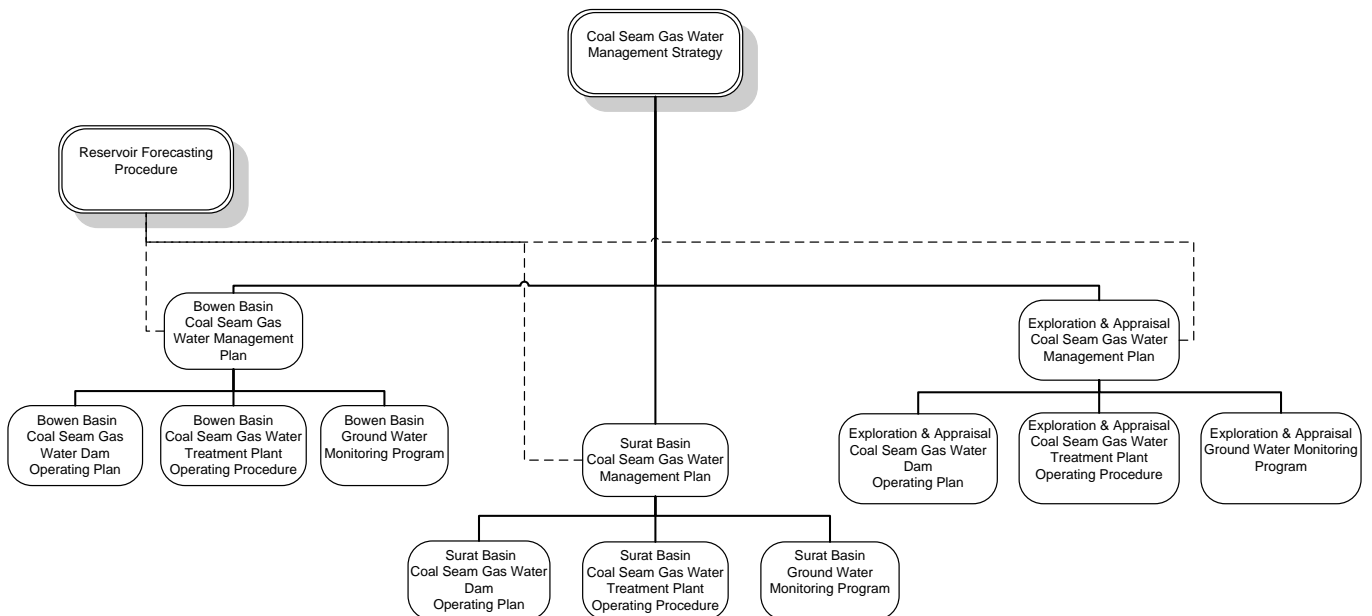 Coal Seam Gas Water
Management Strategy
Reservoir Forecasting
Procedure
Bowen Basin
Coal Seam Gas
Water Management
Plan
Exploration & Appraisal
Coal Seam Gas Water
Management Plan
Bowen Basin
Coal Seam Gas
Water Dam
Operating Plan
Bowen Basin
Coal Seam Gas Water
Treatment Plant
Operating Procedure
Bowen Basin
Ground Water
Monitoring Program
Surat Basin
Coal Seam Gas Water
Management Plan
Exploration & Appraisal
Coal Seam Gas Water
Dam
Operating Plan
Exploration & Appraisal
Coal Seam Gas Water
Treatment Plant
Operating Procedure
Exploration & Appraisal
Ground Water Monitoring
Program
Surat Basin
Coal Seam Gas Water
Dam
Operating Plan
Surat Basin
Coal Seam Gas Water
Treatment Plant
Operating Procedure
Surat Basin
Ground Water
Monitoring Program